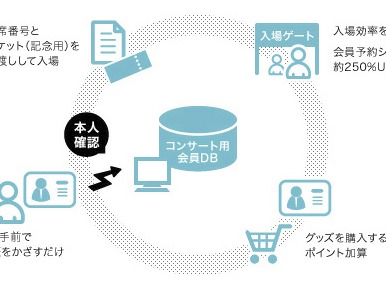 席番号と
ケット（記念用）を
渡しして入場
入場ゲート
入場効率を
会員予約シ
約250%U
本人
確認
コンサート用
会員DB
手前で
をかざすだけ
グッズを購入する
ポイント加算